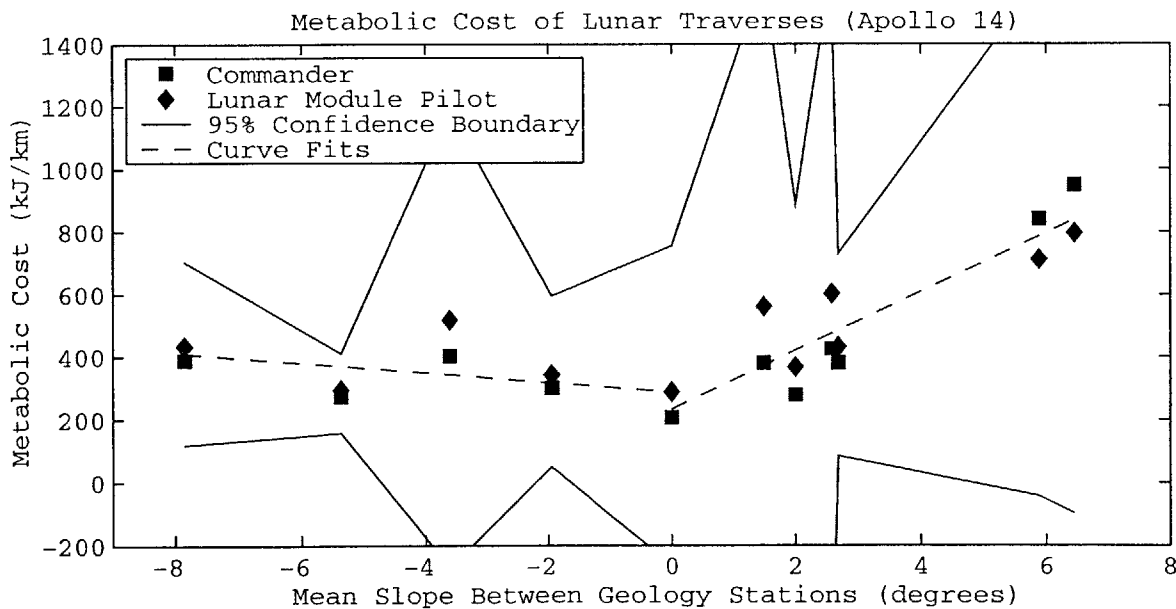 Metabolic Cost of Lunar Traverses (Apollo 14)
1400
1200
1000
800
600
400
200
0
−200
Metabolic Cost (kJ/km)
Commander
Lunar Module Pilot
95% Confidence Boundary
Curve Fits
−8
−6
−4
−2
0
2
4
6
8
Mean Slope Between Geology Stations (degrees)